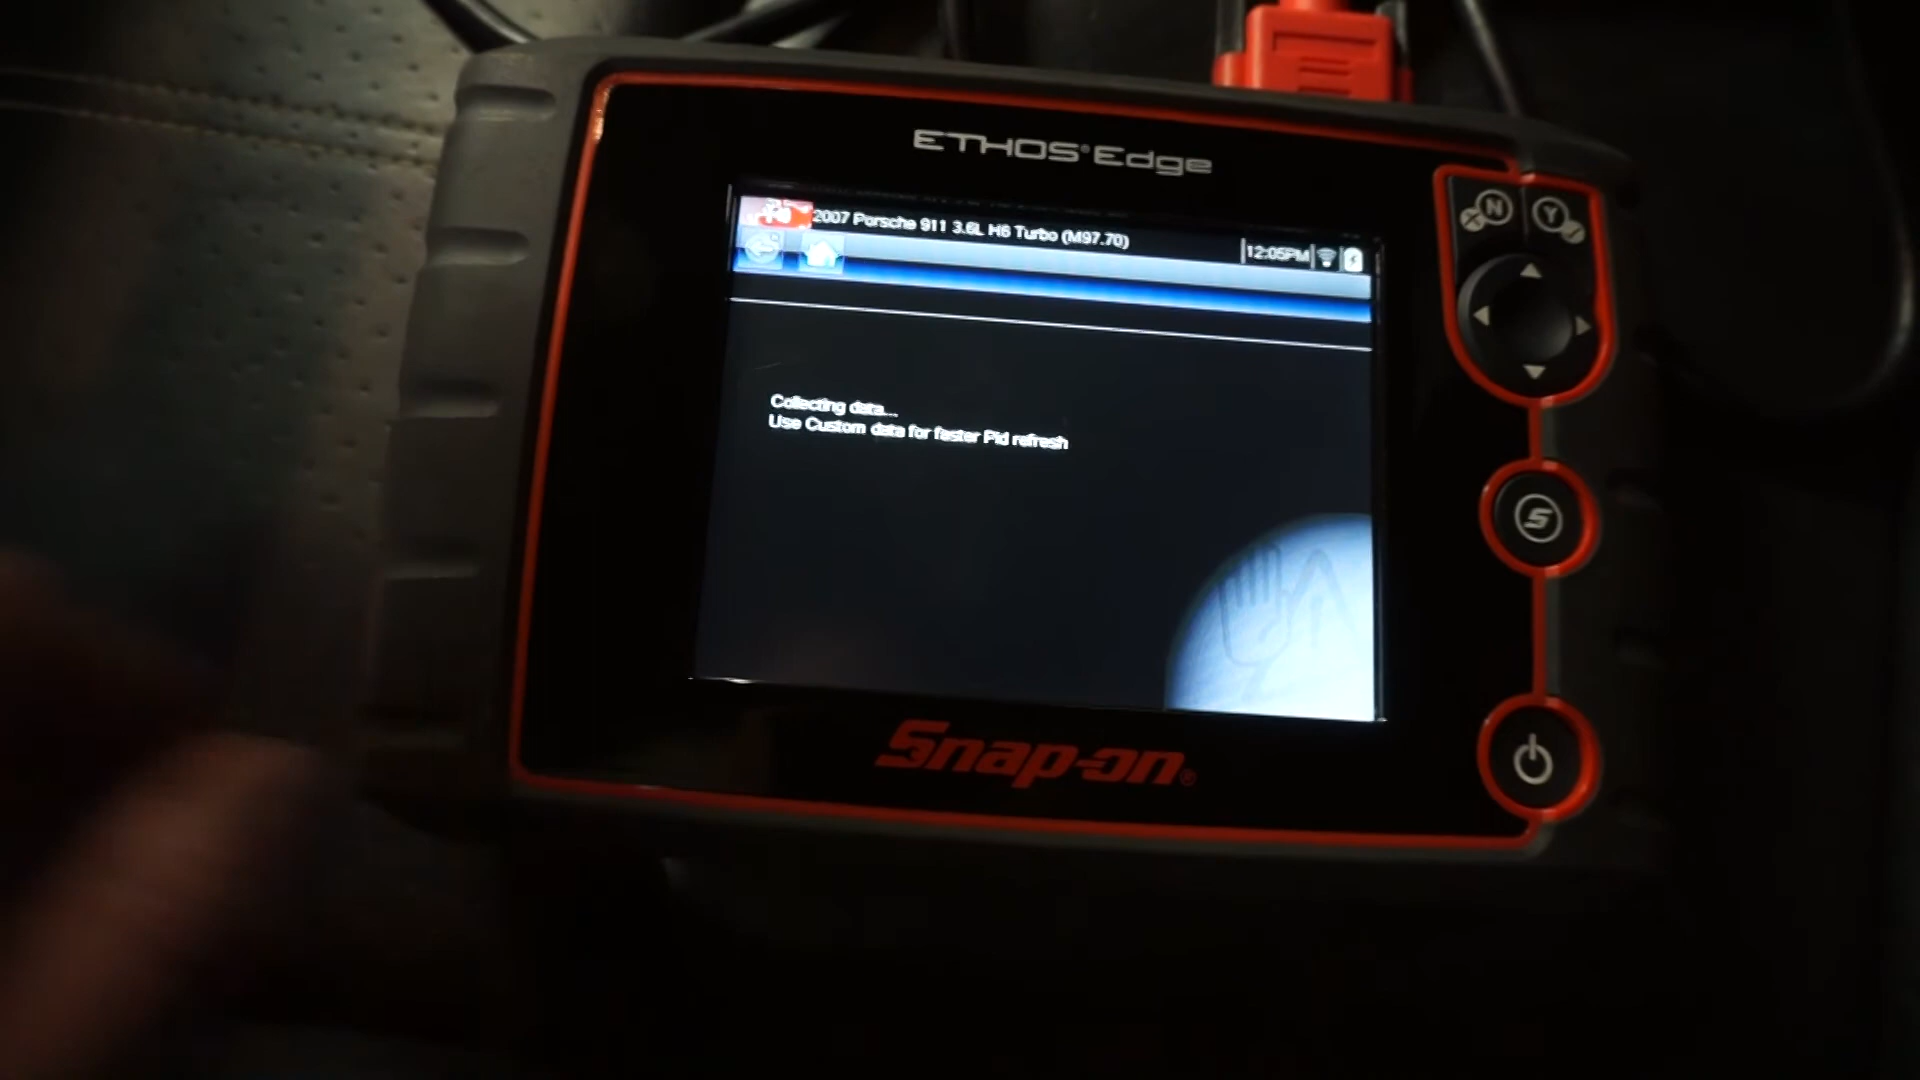 ETHOS® Edge
2007 Porsche 911 3.6L H6 Turbo (M97.70)
12:05PM
N
X
Y
Collecting data...
Use Custom data for faster Pid refresh
S
Snap-on®